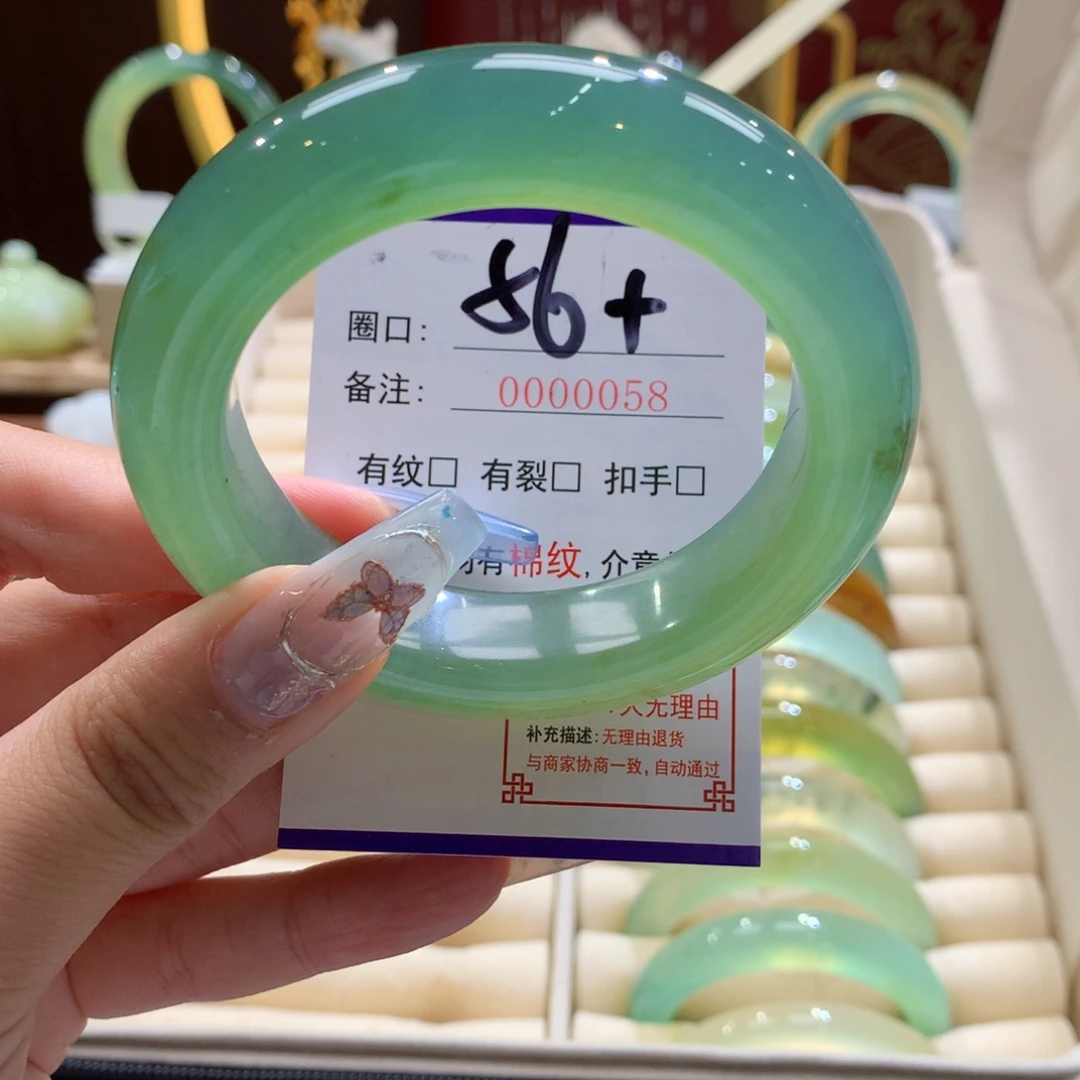 圈口: 56+
备注: 0000058
有纹□ 有裂□ 扣手□
有棉纹, 介意
人无理由
补充描述:无理由退货
与商家协商一致, 自动通过